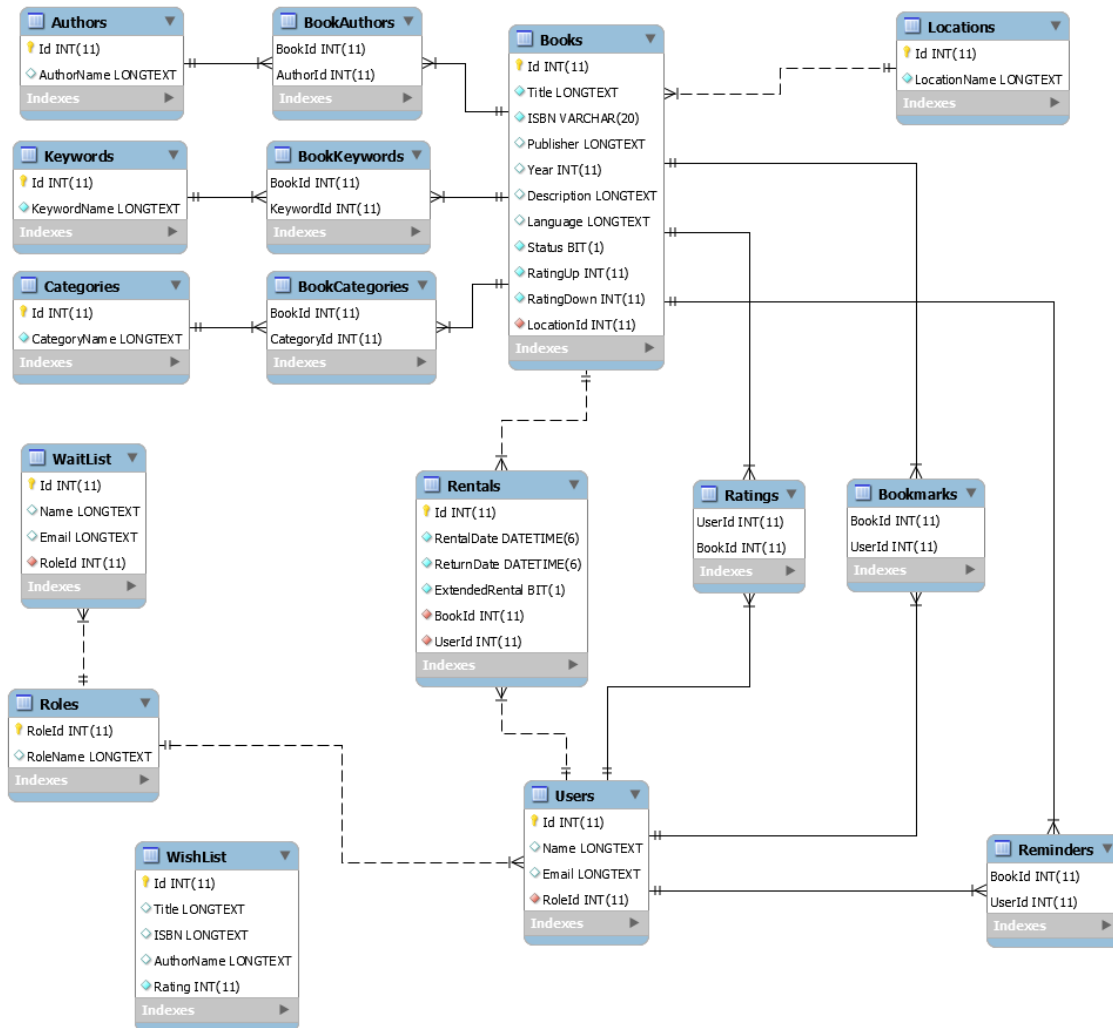 Authors
Id INT(11)
AuthorName LONGTEXT
Indexes
BookAuthors
BookId INT(11)
AuthorId INT(11)
Indexes
Books
Id INT(11)
Title LONGTEXT
ISBN VARCHAR(20)
Publisher LONGTEXT
Year INT(11)
Description LONGTEXT
Language LONGTEXT
Status BIT(1)
RatingUp INT(11)
RatingDown INT(11)
LocationId INT(11)
Indexes
Locations
Id INT(11)
LocationName LONGTEXT
Indexes
Keywords
Id INT(11)
KeywordName LONGTEXT
Indexes
BookKeywords
BookId INT(11)
KeywordId INT(11)
Indexes
Categories
Id INT(11)
CategoryName LONGTEXT
Indexes
BookCategories
BookId INT(11)
CategoryId INT(11)
Indexes
WaitList
Id INT(11)
Name LONGTEXT
Email LONGTEXT
RoleId INT(11)
Indexes
Rentals
Id INT(11)
RentalDate DATETIME(6)
ReturnDate DATETIME(6)
ExtendedRental BIT(1)
BookId INT(11)
UserId INT(11)
Indexes
Ratings
UserId INT(11)
BookId INT(11)
Indexes
Bookmarks
BookId INT(11)
UserId INT(11)
Indexes
Roles
RoleId INT(11)
RoleName LONGTEXT
Indexes
Users
Id INT(11)
Name LONGTEXT
Email LONGTEXT
RoleId INT(11)
Indexes
Reminders
BookId INT(11)
UserId INT(11)
Indexes
WishList
Id INT(11)
Title LONGTEXT
ISBN LONGTEXT
AuthorName LONGTEXT
Rating INT(11)
Indexes